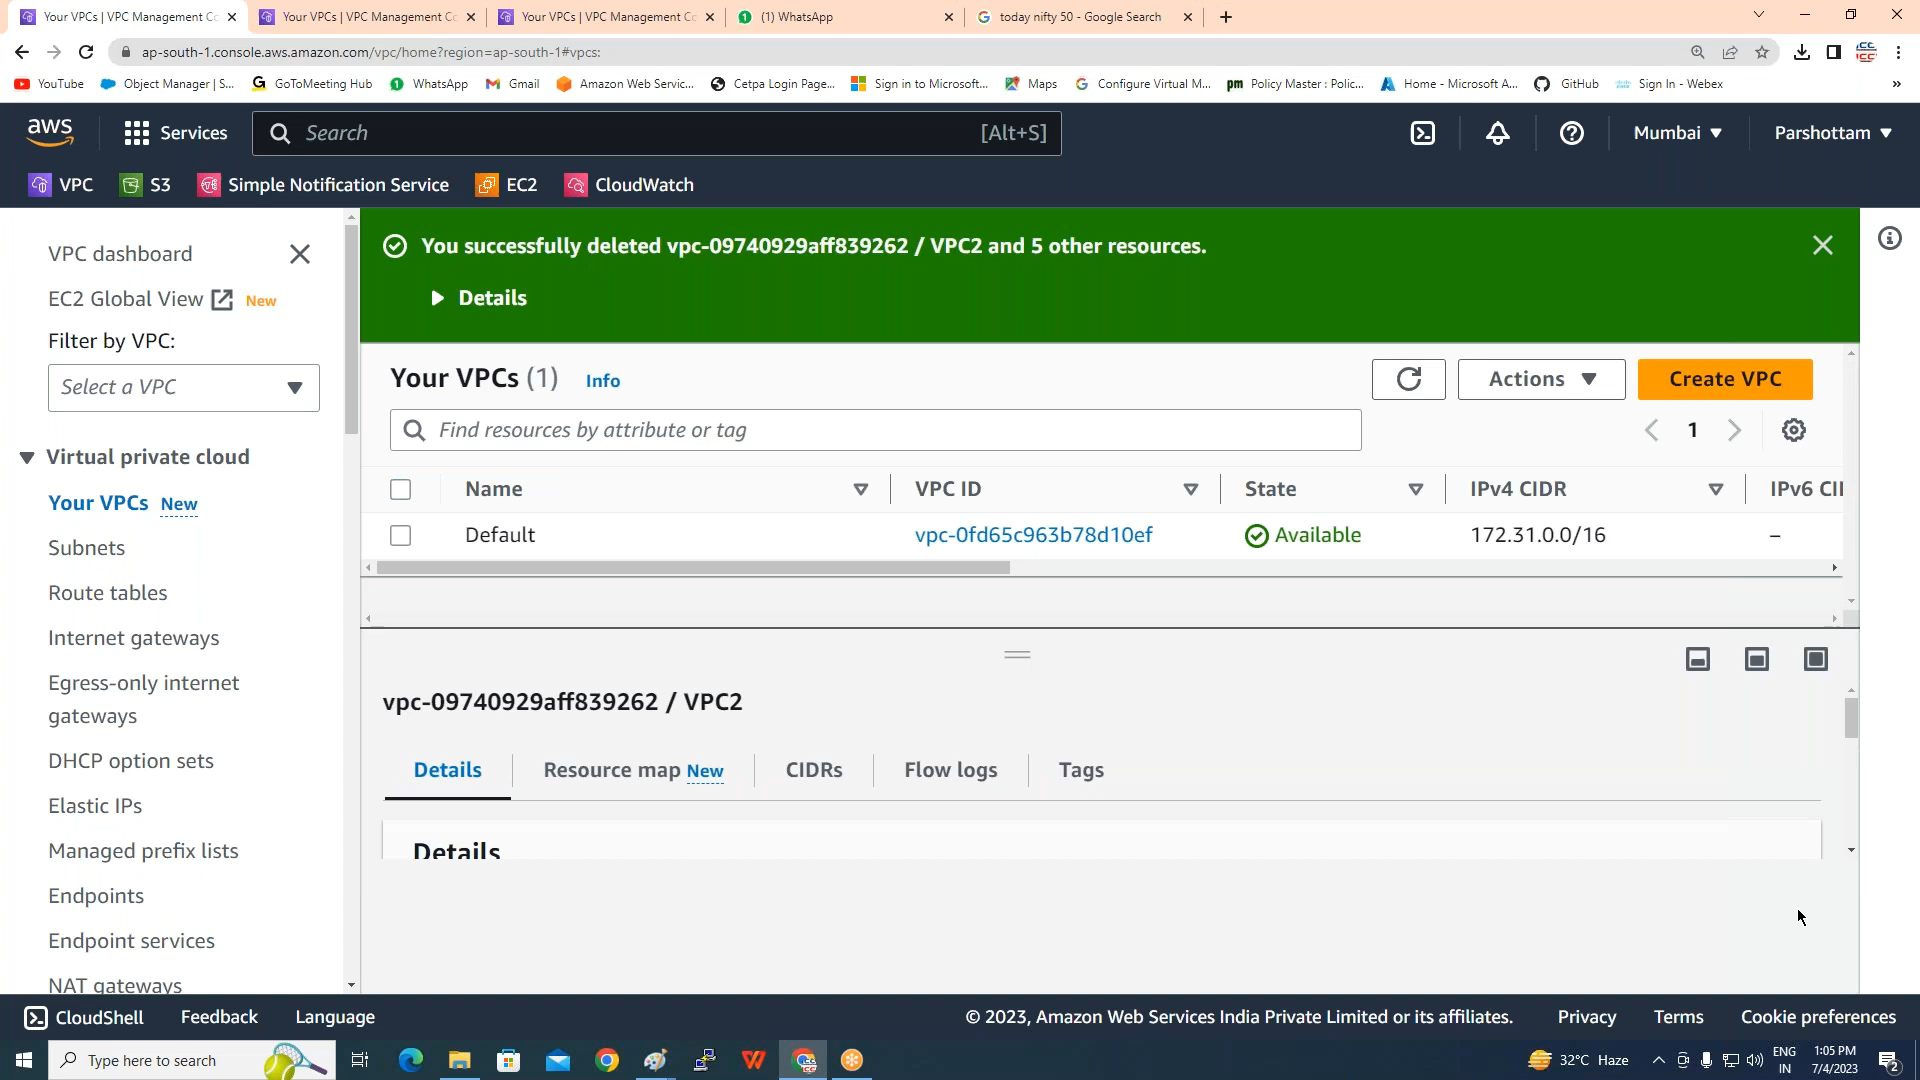 Your VPCs | VPC Management Co
Your VPCs | VPC Management Co
Your VPCs | VPC Management Co
(1) WhatsApp
today nifty 50 - Google Search
ap-south-1.console.aws.amazon.com/vpc/home?region=ap-south-1#vpcs:
YouTube
Object Manager | S...
GoToMeeting Hub
WhatsApp
Gmail
Amazon Web Servic...
Cetpa Login Page...
Sign in to Microsoft...
Maps
Configure Virtual M...
pm Policy Master : Polic...
Home - Microsoft A...
GitHub
Sign In - Webex
»
aws
Services
Search
[Alt+S]
Mumbai
Parshottam
VPC
S3
Simple Notification Service
EC2
CloudWatch
VPC dashboard
EC2 Global View New
Filter by VPC:
Select a VPC
Virtual private cloud
Your VPCs New
Subnets
Route tables
Internet gateways
Egress-only internet
gateways
DHCP option sets
Elastic IPs
Managed prefix lists
Endpoints
Endpoint services
NAT gateways
You successfully deleted vpc-09740929aff839262 / VPC2 and 5 other resources.
Details
Your VPCs (1) Info
Actions
Create VPC
Find resources by attribute or tag
1
Name
VPC ID
State
IPv4 CIDR
IPv6 CI
Default
vpc-0fd65c963b78d10ef
Available
172.31.0.0/16
–
vpc-09740929aff839262 / VPC2
Details
Resource map New
CIDRs
Flow logs
Tags
Details
CloudShell
Feedback
Language
© 2023, Amazon Web Services India Private Limited or its affiliates.
Privacy
Terms
Cookie preferences
Type here to search
32°C Haze
ENG
IN
1:05 PM
7/4/2023
2